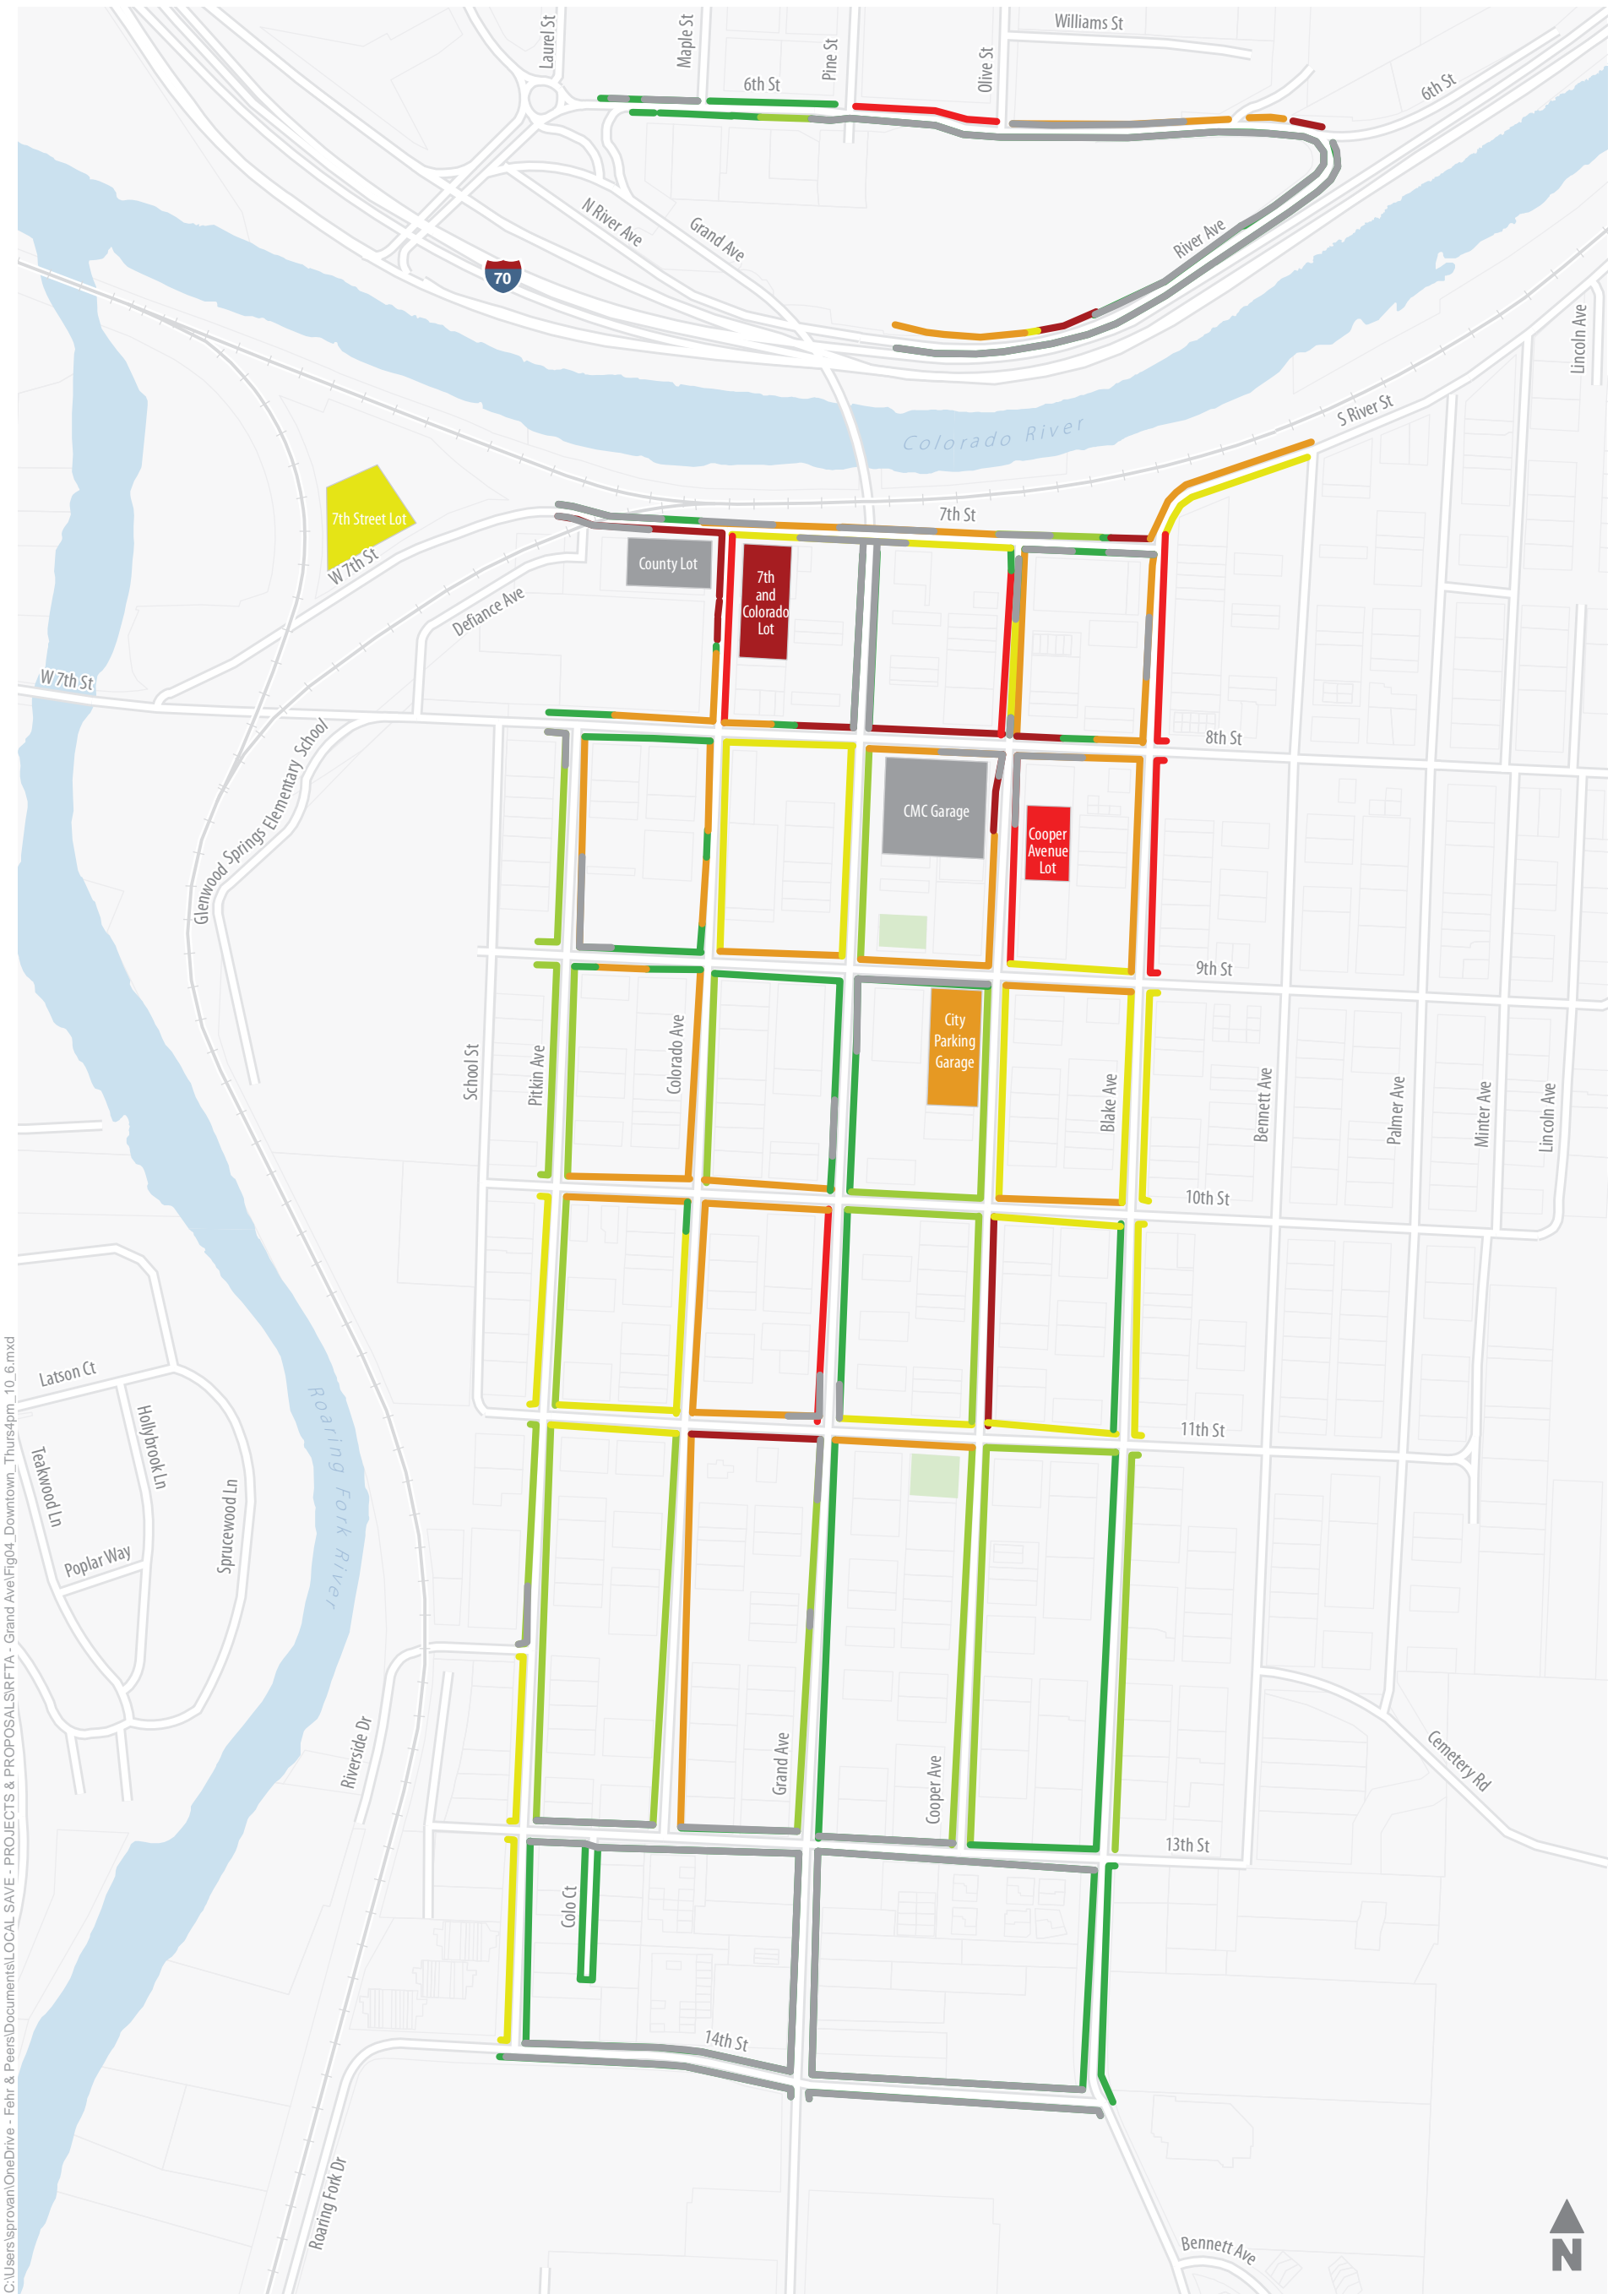 Williams St
Laurel St
Maple St
Pine St
Olive St
6th St
6th St
N River Ave
Grand Ave
River Ave
70
Lincoln Ave
S River St
Colorado River
7th St
7th Street Lot
W 7th St
County Lot
7th
and
Colorado
Lot
Defiance Ave
W 7th St
8th St
Glenwood Springs Elementary School
CMC Garage
Cooper
Avenue
Lot
9th St
City
Parking
Garage
School St
Pitkin Ave
Colorado Ave
Blake Ave
Bennett Ave
Palmer Ave
Minter Ave
Lincoln Ave
10th St
Latson Ct
Hollybrook Ln
Teakwood Ln
Sprucewood Ln
Poplar Way
Roaring Fork River
11th St
Riverside Dr
Grand Ave
Cooper Ave
Cemetery Rd
13th St
Colo Ct
14th St
Roaring Fork Dr
Bennett Ave
N
C:\Users\sprovan\OneDrive - Fehr & Peers\Documents\LOCAL SAVE - PROJECTS & PROPOSALS\RFTA - Grand Ave\Fig04_Downtown_Thurs4pm_10_6.mxd